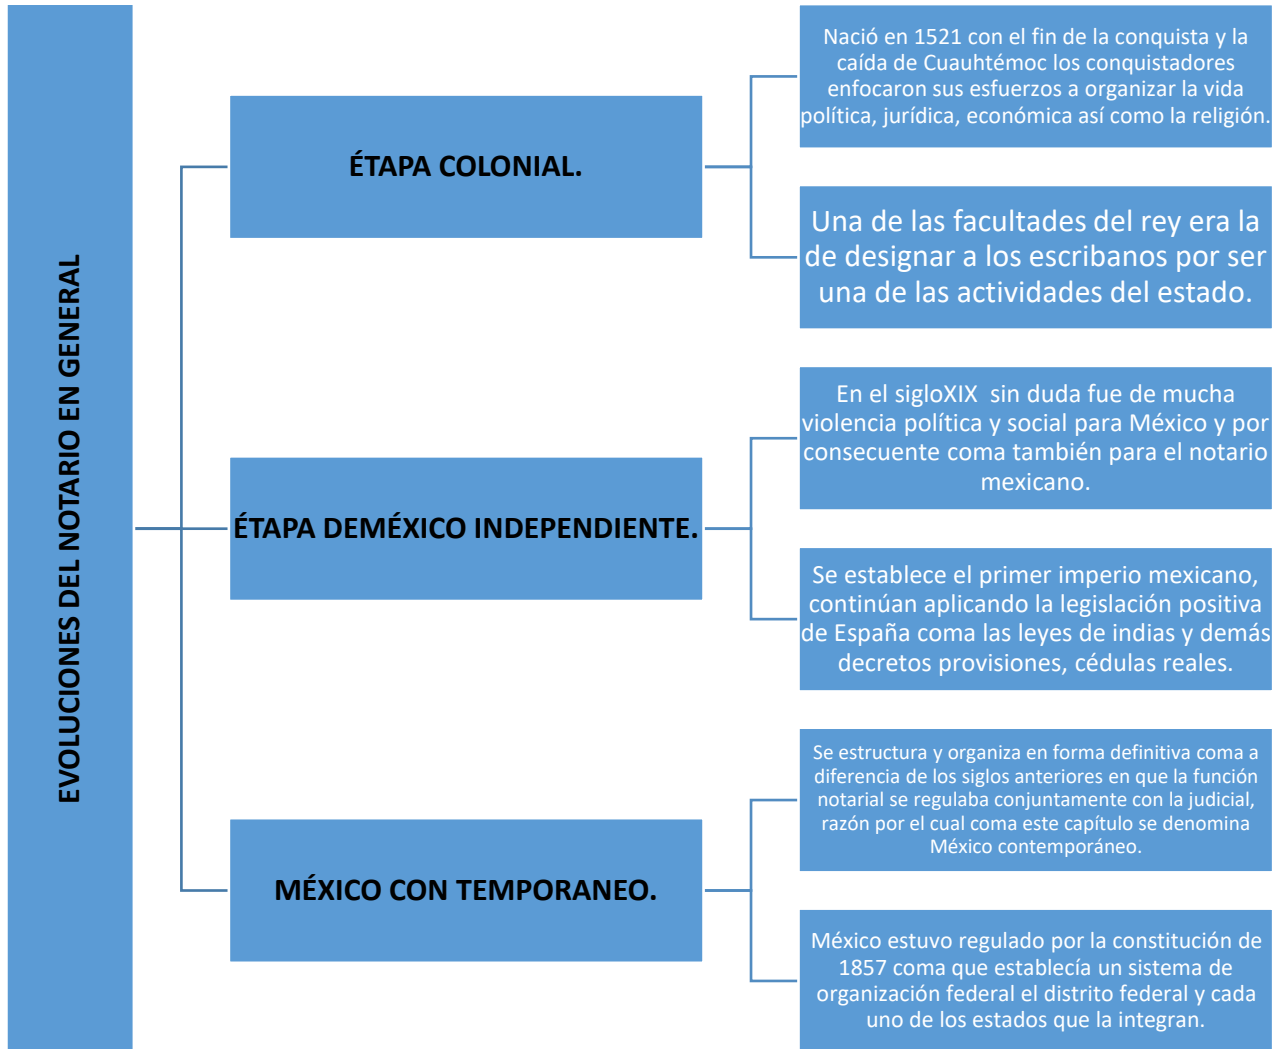 EVOLUCIONES DEL NOTARIO EN GENERAL
ÉTAPA COLONIAL.
Nació en 1521 con el fin de la conquista y la
caída de Cuauhtémoc los conquistadores
enfocaron sus esfuerzos a organizar la vida
política, jurídica, económica así como la religión.
Una de las facultades del rey era la
de designar a los escribanos por ser
una de las actividades del estado.
ÉTAPA DEMÉXICO INDEPENDIENTE.
En el sigloXIX  sin duda fue de mucha
violencia política y social para México y por
consecuente coma también para el notario
mexicano.
Se establece el primer imperio mexicano,
continúan aplicando la legislación positiva
de España coma las leyes de indias y demás
decretos provisiones, cédulas reales.
MÉXICO CON TEMPORANEO.
Se estructura y organiza en forma definitiva coma a
diferencia de los siglos anteriores en que la función
notarial se regulaba conjuntamente con la judicial,
razón por el cual coma este capítulo se denomina
México contemporáneo.
México estuvo regulado por la constitución de
1857 coma que establecía un sistema de
organización federal el distrito federal y cada
uno de los estados que la integran.